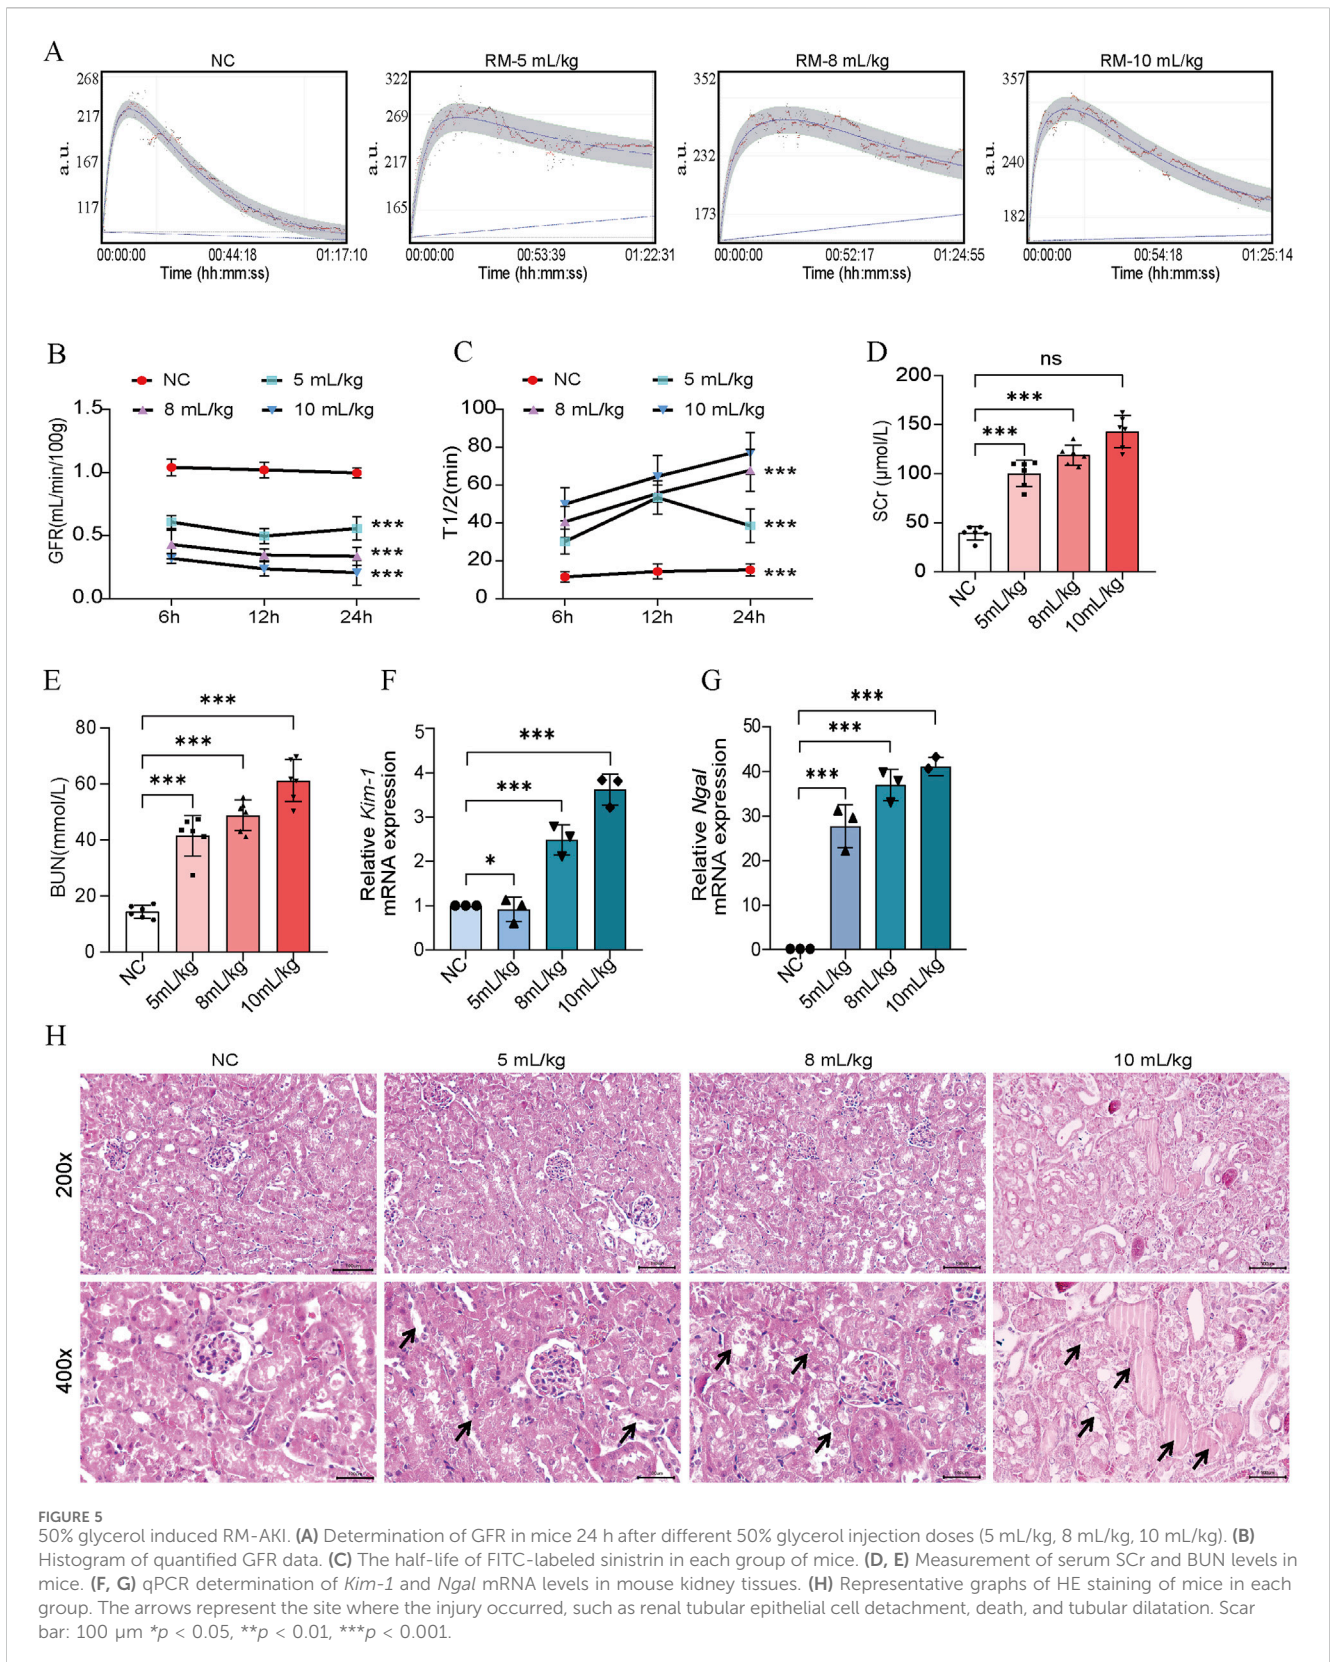 A
NC
RM-5 mL/kg
RM-8 mL/kg
RM-10 mL/kg
268
217
167
117
a.u.
00:00:00
00:44:18
01:17:10
Time (hh:mm:ss)
322
269
217
165
a.u.
00:00:00
00:53:39
01:22:31
Time (hh:mm:ss)
352
232
173
a.u.
00:00:00
00:52:17
01:24:55
Time (hh:mm:ss)
357
240
182
a.u.
00:00:00
00:54:18
01:25:14
Time (hh:mm:ss)
B
NC
5 mL/kg
8 mL/kg
10 mL/kg
GFR(mL/min/100g)
1.5
1.0
0.5
0.0
***
***
***
6h
12h
24h
C
NC
5 mL/kg
8 mL/kg
10 mL/kg
T1/2(min)
100
80
60
40
20
0
***
***
***
6h
12h
24h
D
ns
***
***
SCr (μmol/L)
200
150
100
50
0
NC
5mL/kg
8mL/kg
10mL/kg
E
***
***
***
BUN(mmol/L)
80
60
40
20
0
NC
5mL/kg
8mL/kg
10mL/kg
F
***
***
*
Relative Kim-1
mRNA expression
5
4
3
2
1
0
NC
5mL/kg
8mL/kg
10mL/kg
G
***
***
***
Relative Ngal
mRNA expression
50
40
30
20
10
0
NC
5mL/kg
8mL/kg
10mL/kg
H
NC
5 mL/kg
8 mL/kg
10 mL/kg
200x
400x
FIGURE 5
50% glycerol induced RM-AKI. (A) Determination of GFR in mice 24 h after different 50% glycerol injection doses (5 mL/kg, 8 mL/kg, 10 mL/kg). (B)
Histogram of quantified GFR data. (C) The half-life of FITC-labeled sinistrin in each group of mice. (D, E) Measurement of serum SCr and BUN levels in
mice. (F, G) qPCR determination of Kim-1 and Ngal mRNA levels in mouse kidney tissues. (H) Representative graphs of HE staining of mice in each
group. The arrows represent the site where the injury occurred, such as renal tubular epithelial cell detachment, death, and tubular dilatation. Scar
bar: 100 μm *p < 0.05, **p < 0.01, ***p < 0.001.